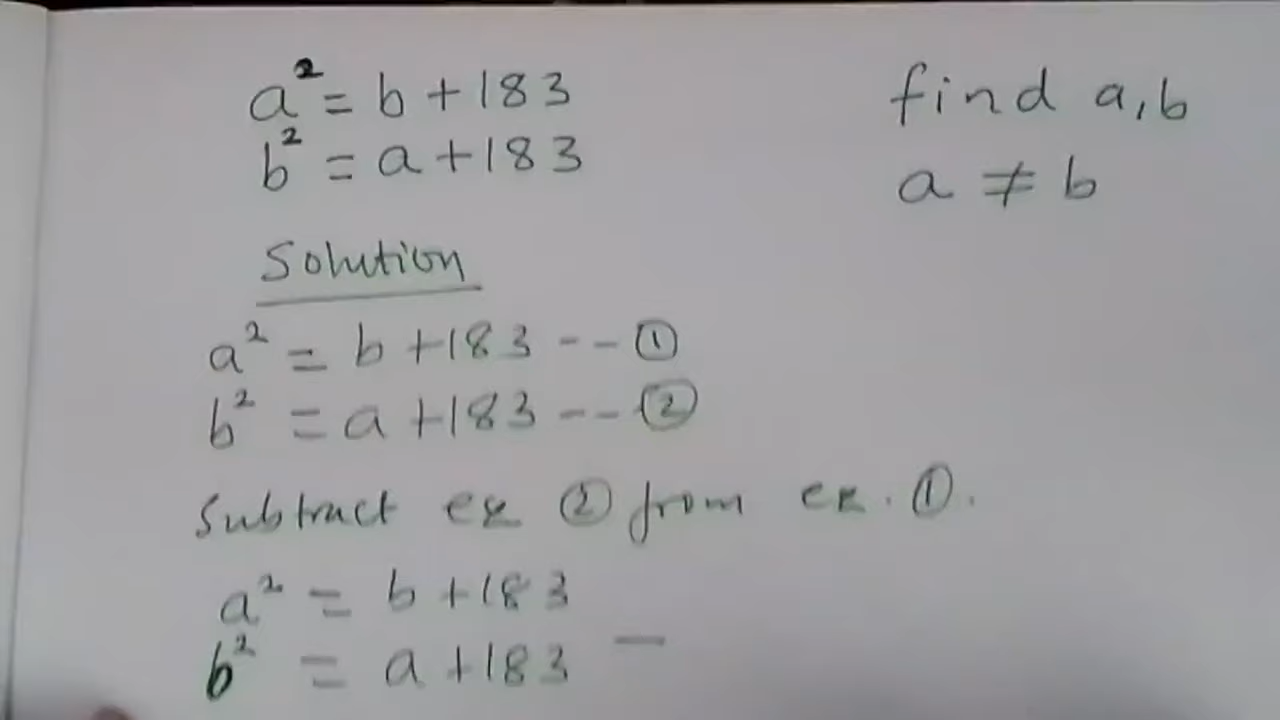 a² = b + 183
b² = a + 183
find a, b
a ≠ b
Solution
a² = b + 183 --- ①
b² = a + 183 --- ②
Subtract eq ② from eq. ①.
a² = b + 183
b² = a + 183 —